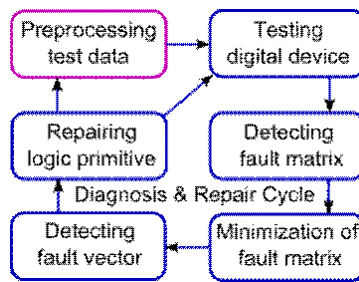 Preprocessing
test data
Testing
digital device
Repairing
logic primitive
Detecting
fault matrix
Diagnosis & Repair Cycle
Detecting
fault vector
Minimization of
fault matrix